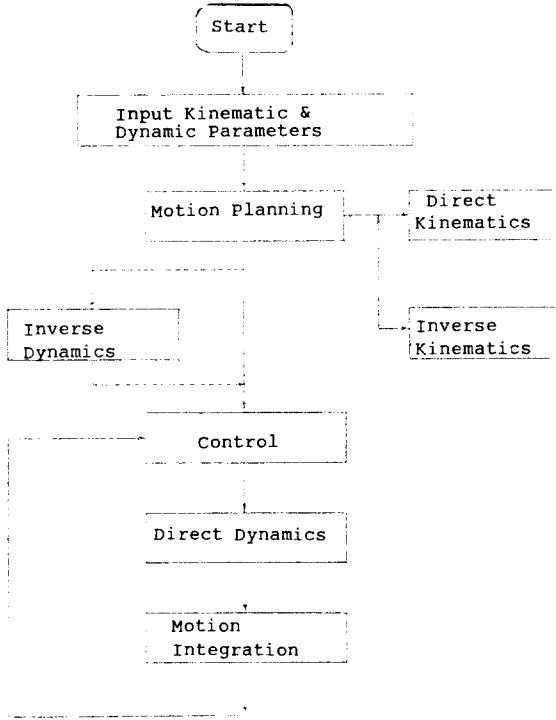 Start
Input Kinematic &
Dynamic Parameters
Motion Planning
Direct
Kinematics
Inverse
Dynamics
Inverse
Kinematics
Control
Direct Dynamics
Motion
Integration